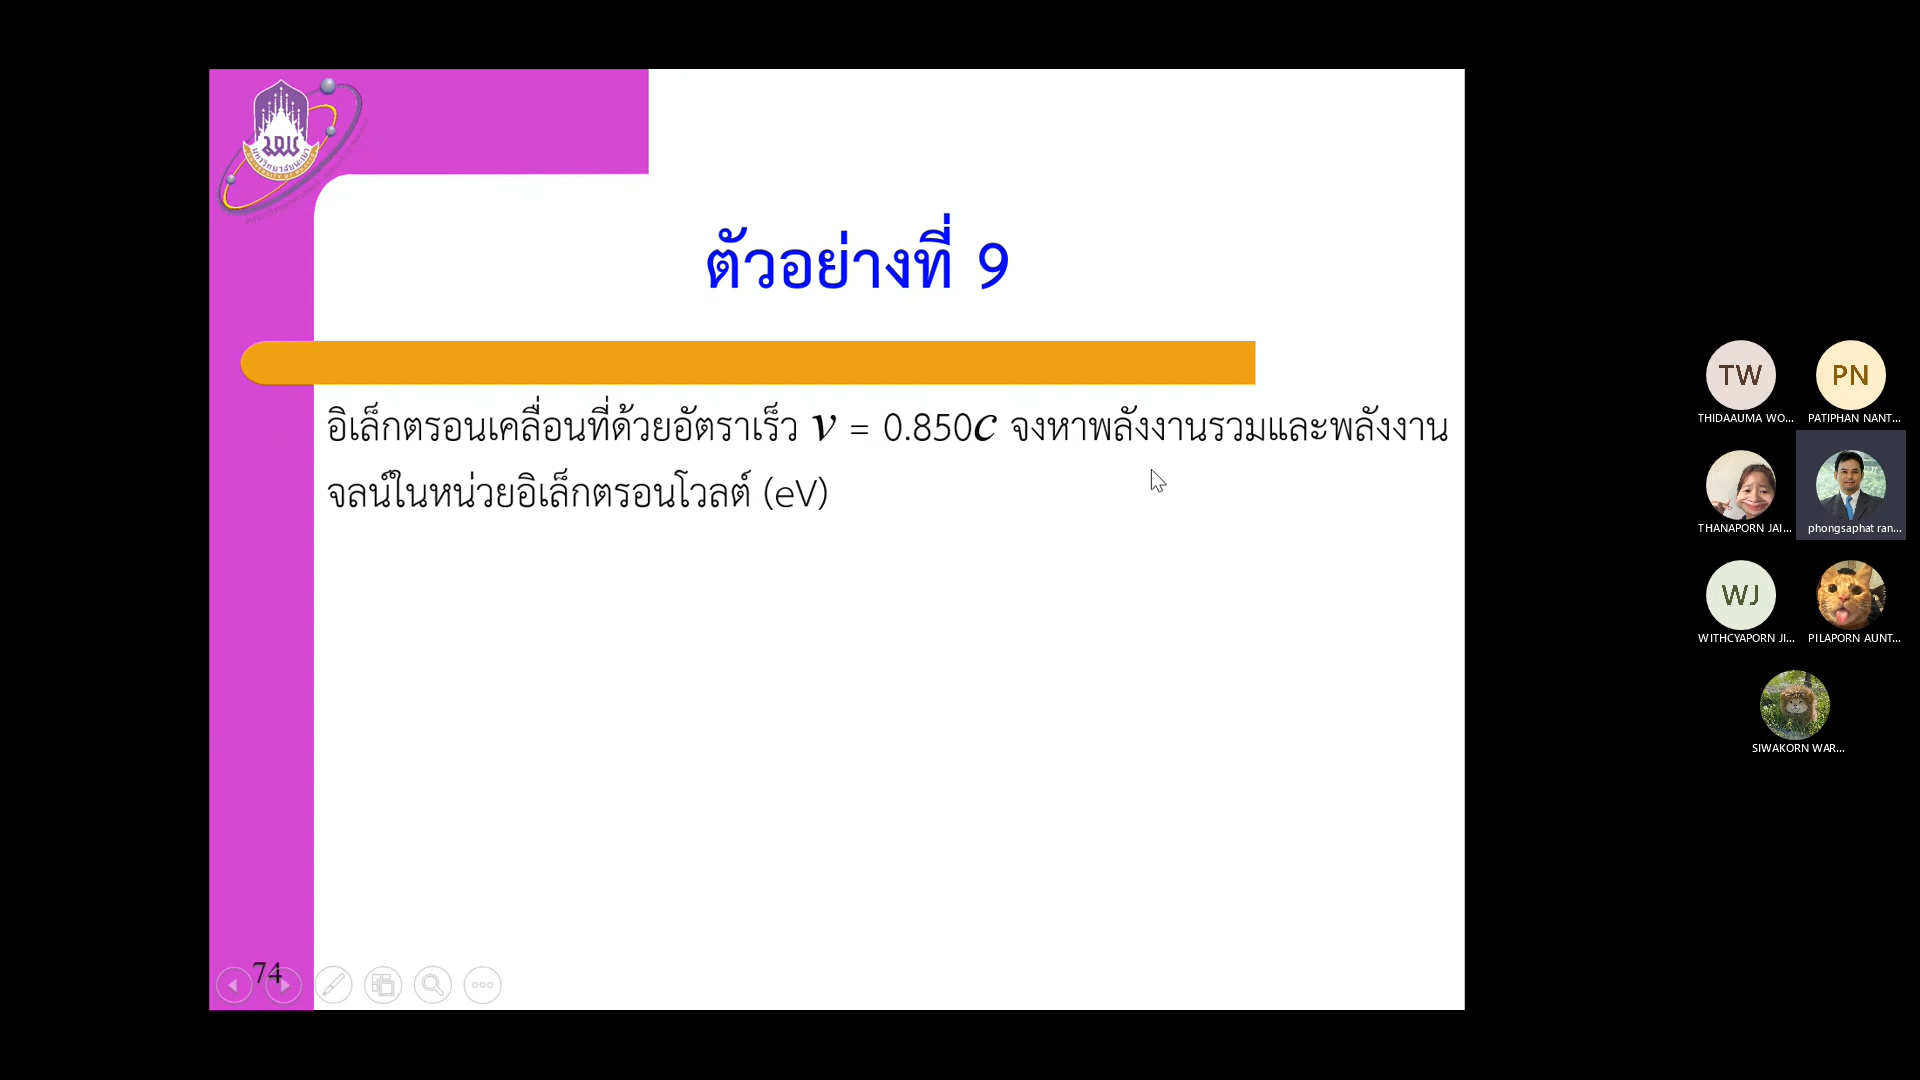 ตัวอย่างที่ 9
อิเล็กตรอนเคลื่อนที่ด้วยอัตราเร็ว v = 0.850c จงหาพลังงานรวมและพลังงาน
จลน์ในหน่วยอิเล็กตรอนโวลต์ (eV)
74
TW
PN
THIDAAUMA WO...
PATIPHAN NANT...
THANAPORN JAI...
phongsaphat ran...
WJ
WITHCYAPORN JI...
PILAPORN AUNT...
SIWAKORN WAR...